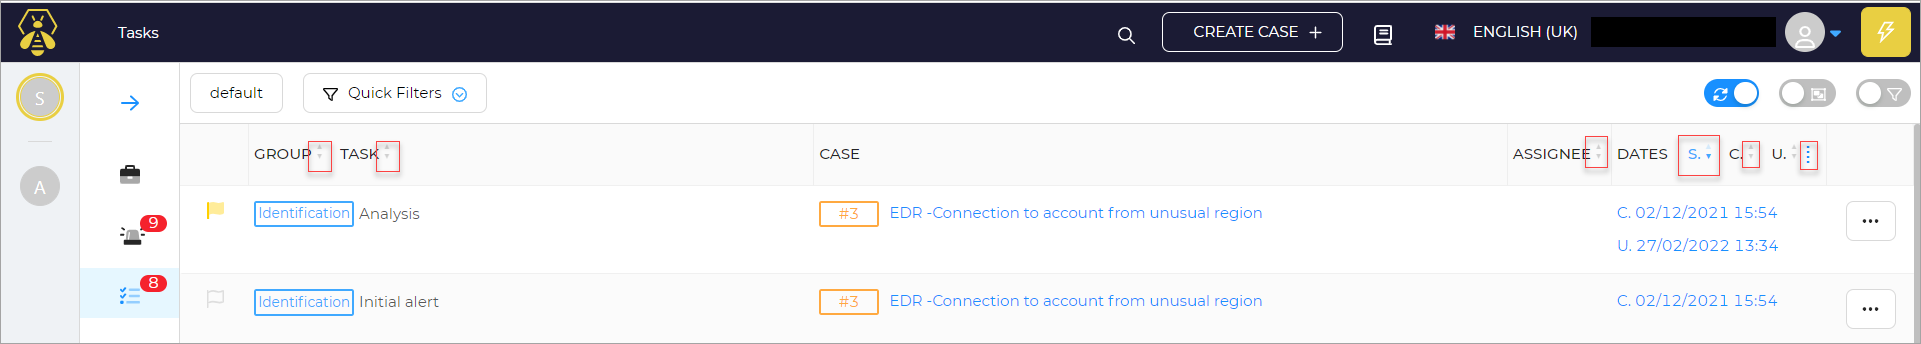 Tasks
CREATE CASE +
ENGLISH (UK)
S
default
Quick Filters
GROUP TASK CASE ASSIGNEE DATES S. C. U.
A
9
Identification Analysis #3 EDR -Connection to account from unusual region C. 02/12/2021 15:54
U. 27/02/2022 13:34
8
Identification Initial alert #3 EDR -Connection to account from unusual region C. 02/12/2021 15:54